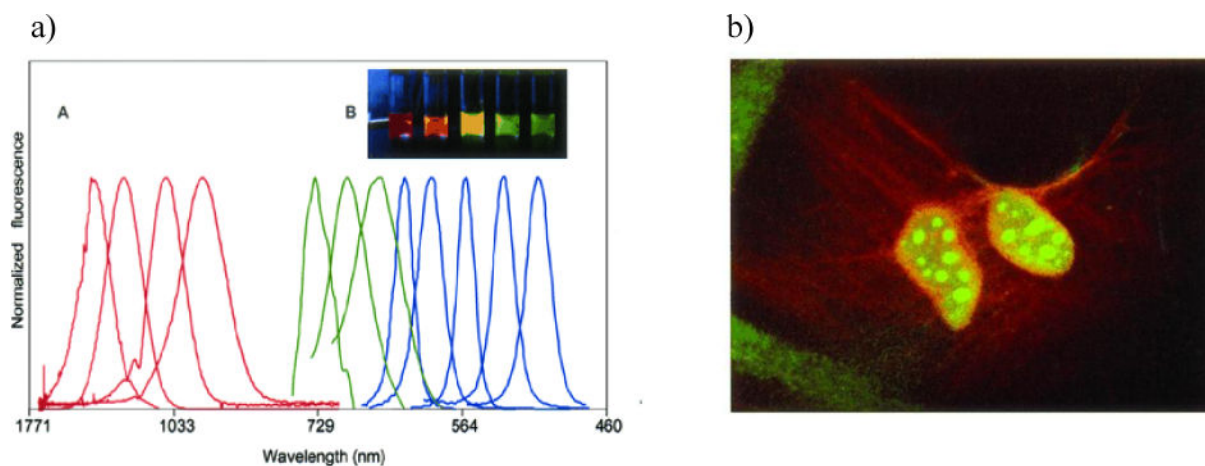 a)
b)
A
B
Normalized fluorescence
1771
1033
729
564
460
Wavelength (nm)